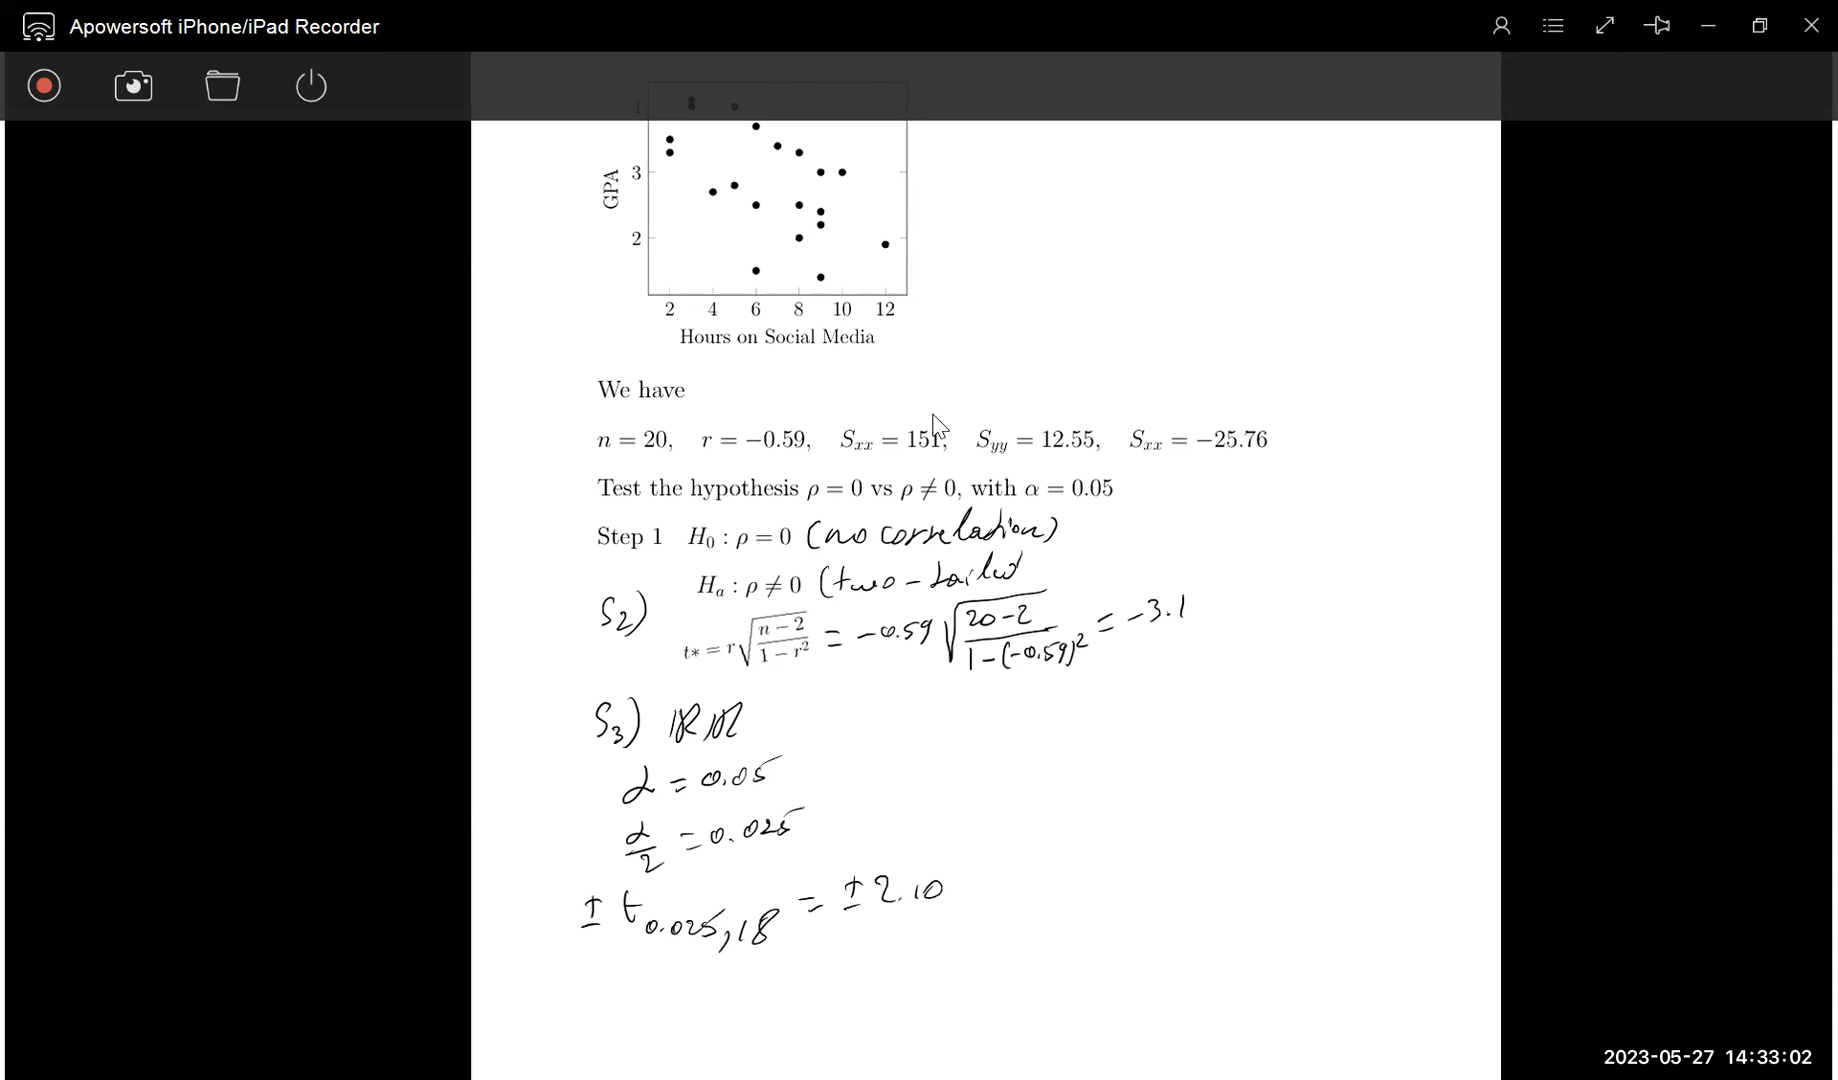 Apowersoft iPhone/iPad Recorder
4
3
2
GPA
2 4 6 8 10 12
Hours on Social Media
We have
n = 20, r = −0.59, Sxx = 151, Syy = 12.55, Sxx = −25.76
Test the hypothesis ρ = 0 vs ρ ≠ 0, with α = 0.05
Step 1 H0 : ρ = 0 (no correlation)
Ha : ρ ≠ 0 (two-tailed
S2)
t* = r√((n − 2)/(1 − r²)) = −0.59 √((20−2)/(1−(−0.59)²)) = −3.1
S3) RR
α = 0.05
α/2 = 0.025
± t0.025,18 = ± 2.10
2023-05-27 14:33:02